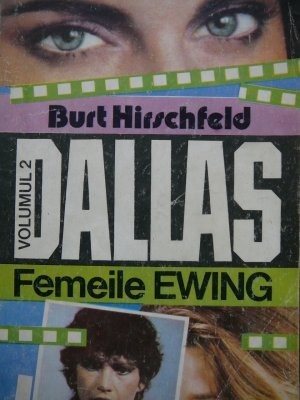 Burt Hirschfeld
VOLUMUL 2
DALLAS
Femeile EWING